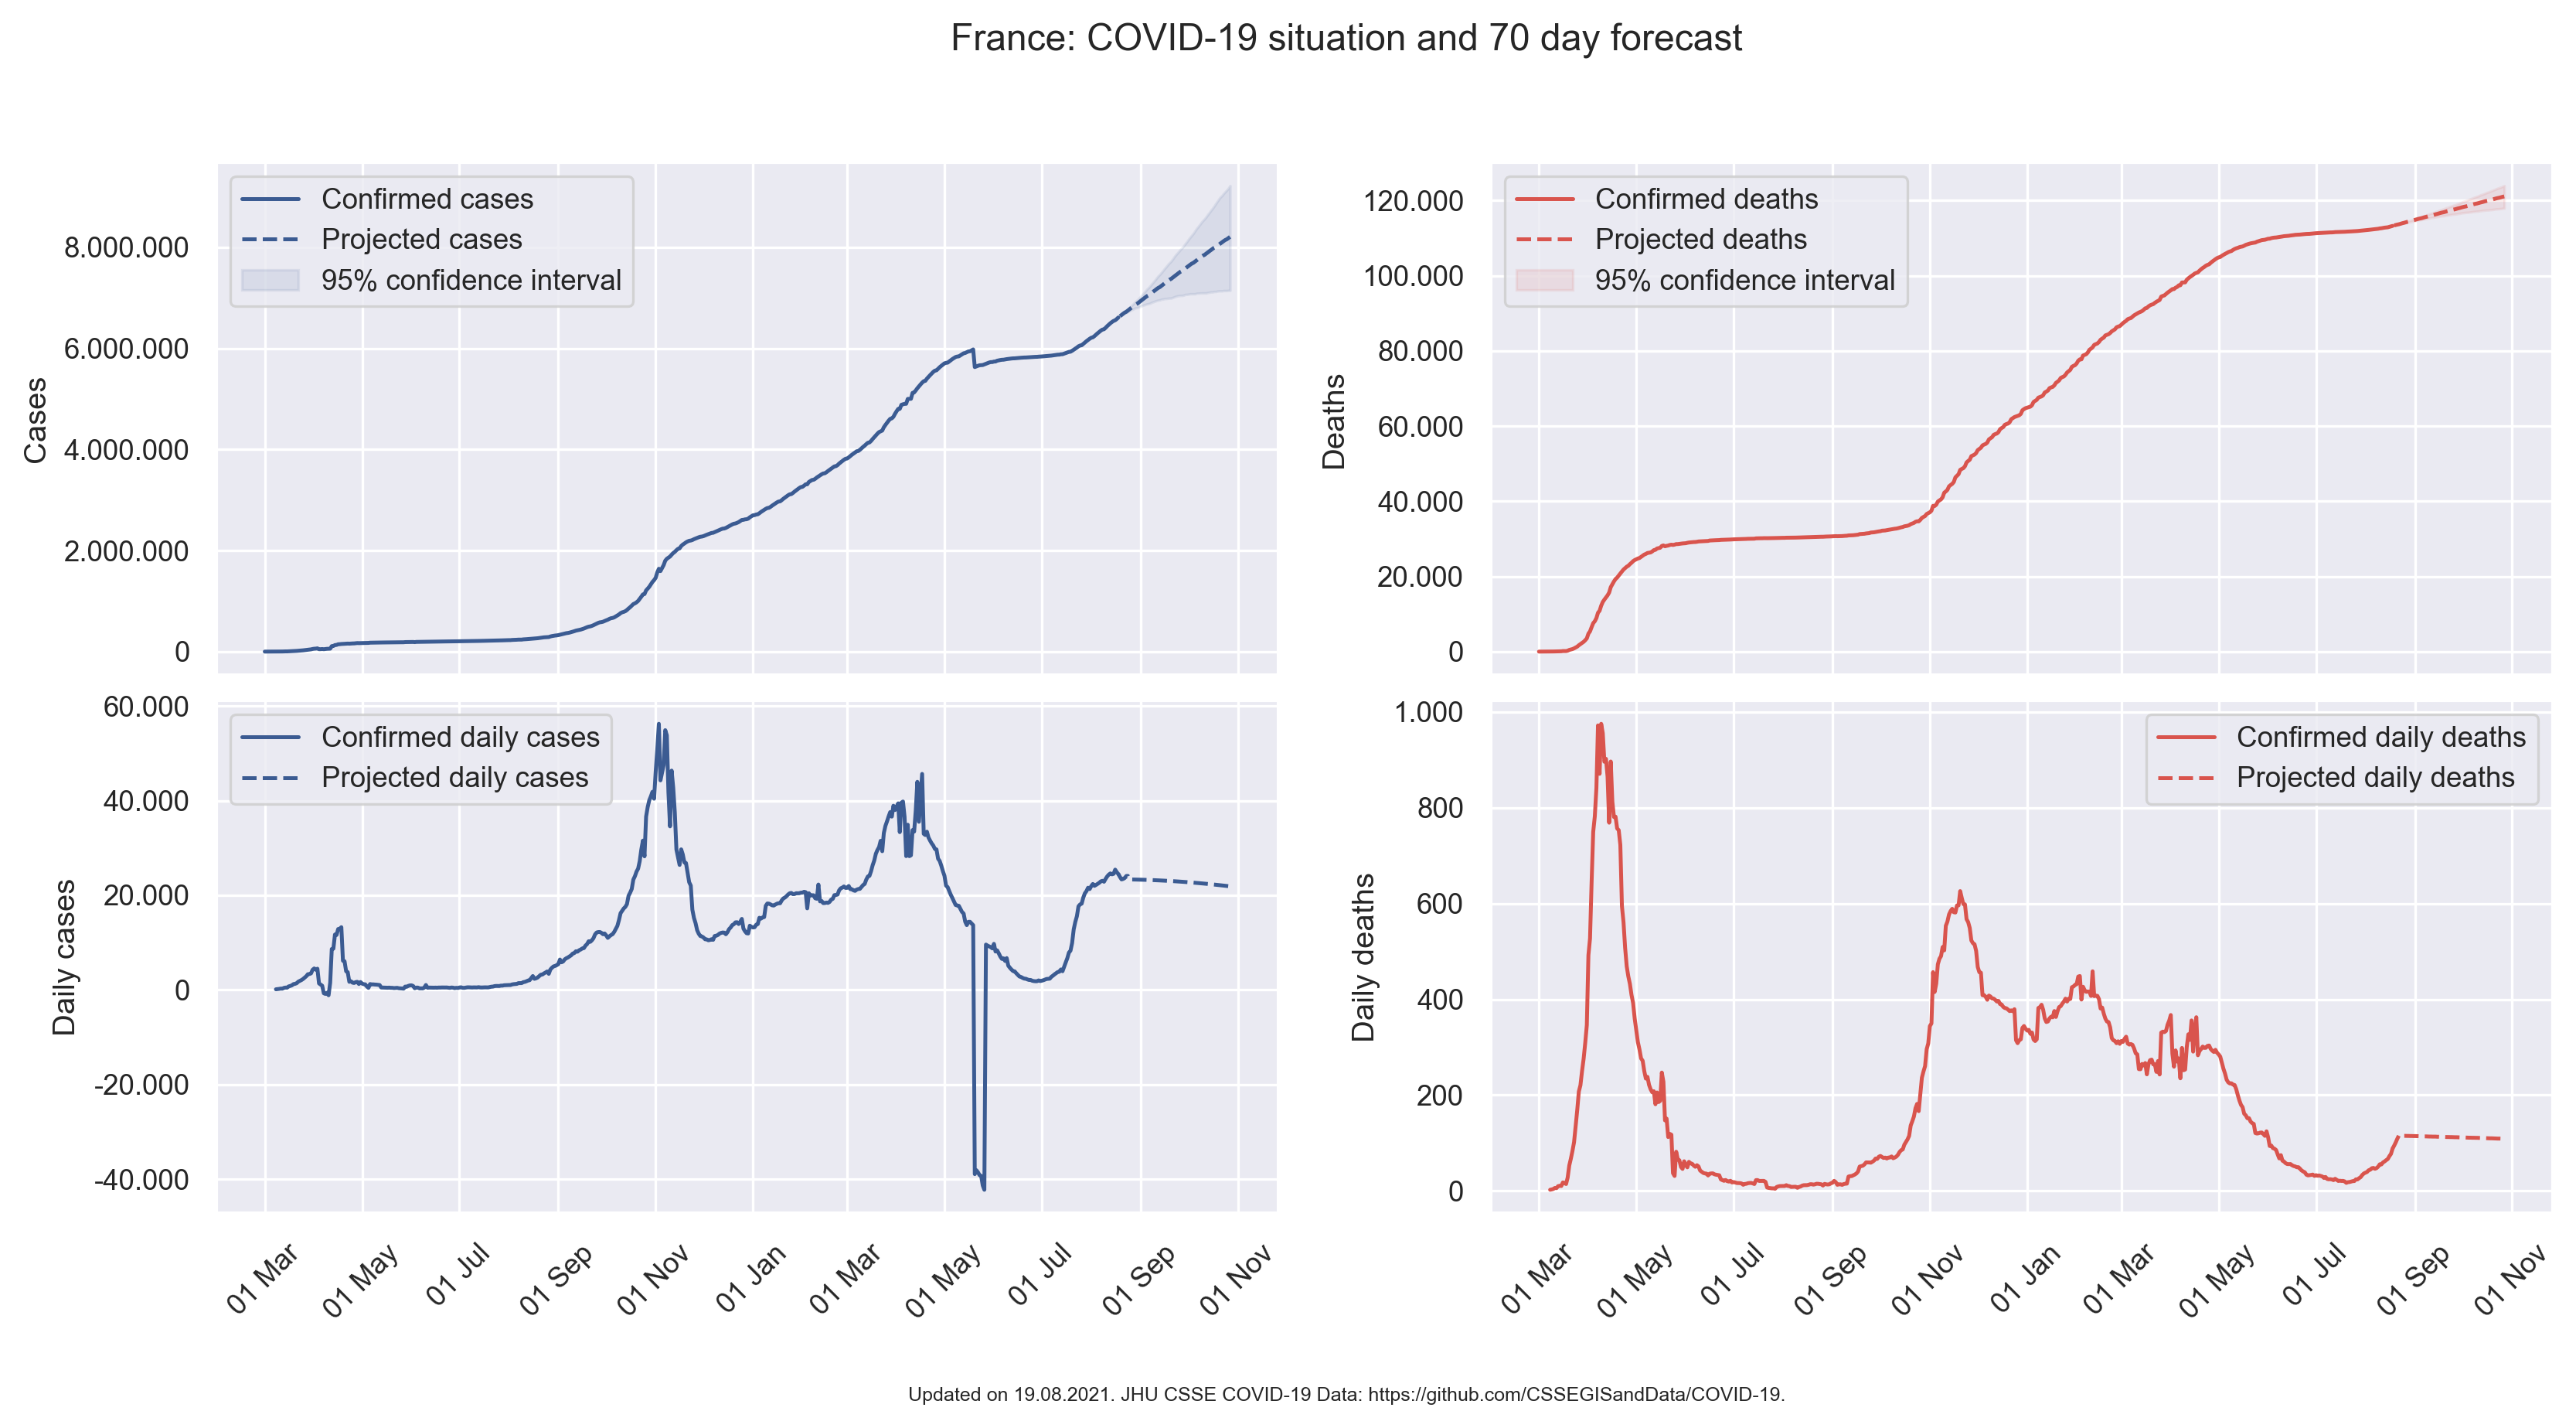 France: COVID-19 situation and 70 day forecast
Confirmed cases
Projected cases
95% confidence interval
8.000.000
6.000.000
4.000.000
2.000.000
0
Cases
Confirmed deaths
Projected deaths
95% confidence interval
120.000
100.000
80.000
60.000
40.000
20.000
0
Deaths
Confirmed daily cases
Projected daily cases
60.000
40.000
20.000
0
-20.000
-40.000
Daily cases
01 Mar
01 May
01 Jul
01 Sep
01 Nov
01 Jan
01 Mar
01 May
01 Jul
01 Sep
01 Nov
Confirmed daily deaths
Projected daily deaths
1.000
800
600
400
200
0
Daily deaths
01 Mar
01 May
01 Jul
01 Sep
01 Nov
01 Jan
01 Mar
01 May
01 Jul
01 Sep
01 Nov
Updated on 19.08.2021. JHU CSSE COVID-19 Data: https://github.com/CSSEGISandData/COVID-19.